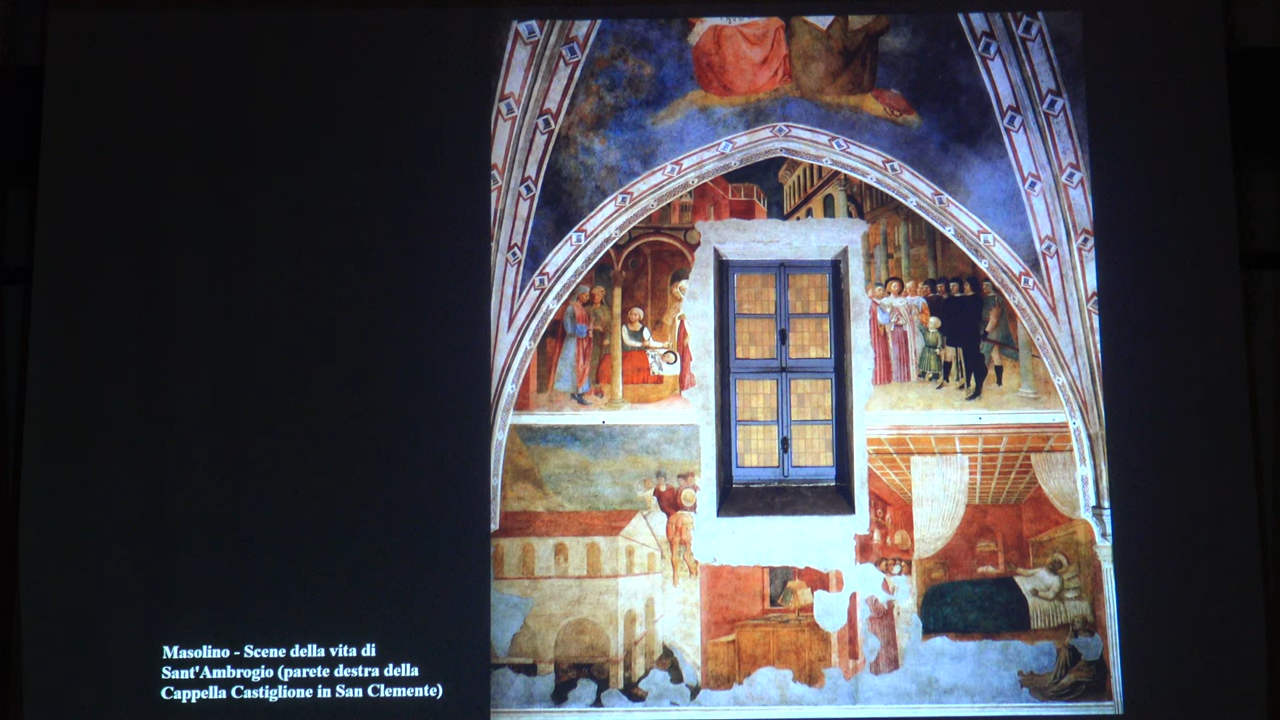 Masolino - Scene della vita di
Sant'Ambrogio (parete destra della
Cappella Castiglione in San Clemente)